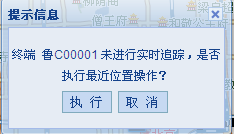 提示信息
终端 鲁C00001未进行实时追踪,是否
执行最近位置操作?
执 行
取 消